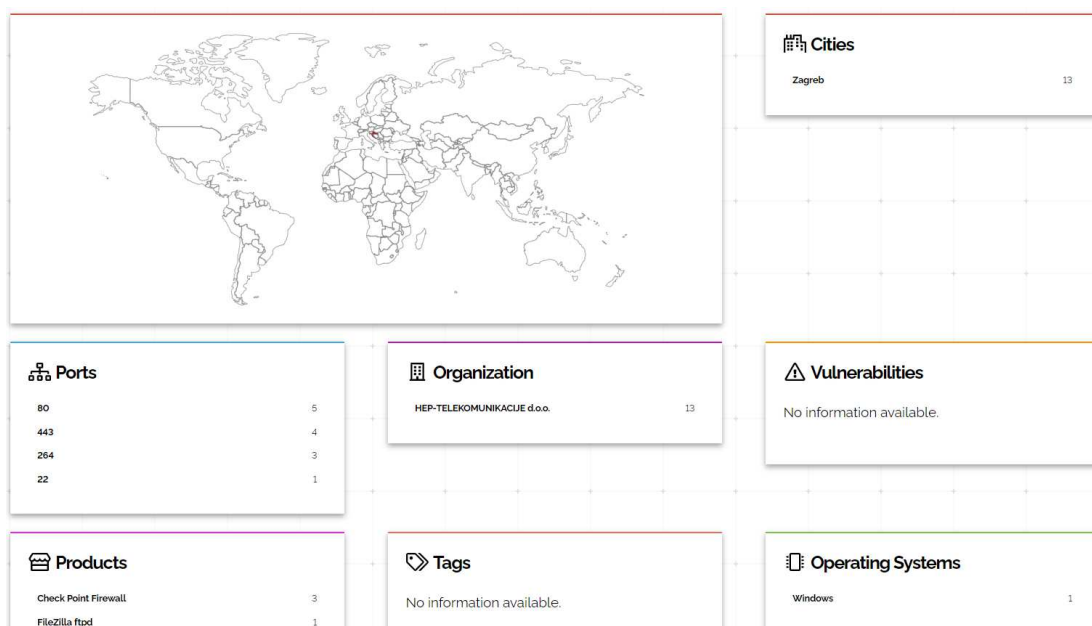 Cities
Zagreb 13
Ports
80 5
443 4
264 3
22 1
Organization
HEP-TELEKOMUNIKACIJE d.o.o. 13
Vulnerabilities
No information available.
Products
Check Point Firewall 3
FileZilla ftpd 1
Tags
No information available.
Operating Systems
Windows 1